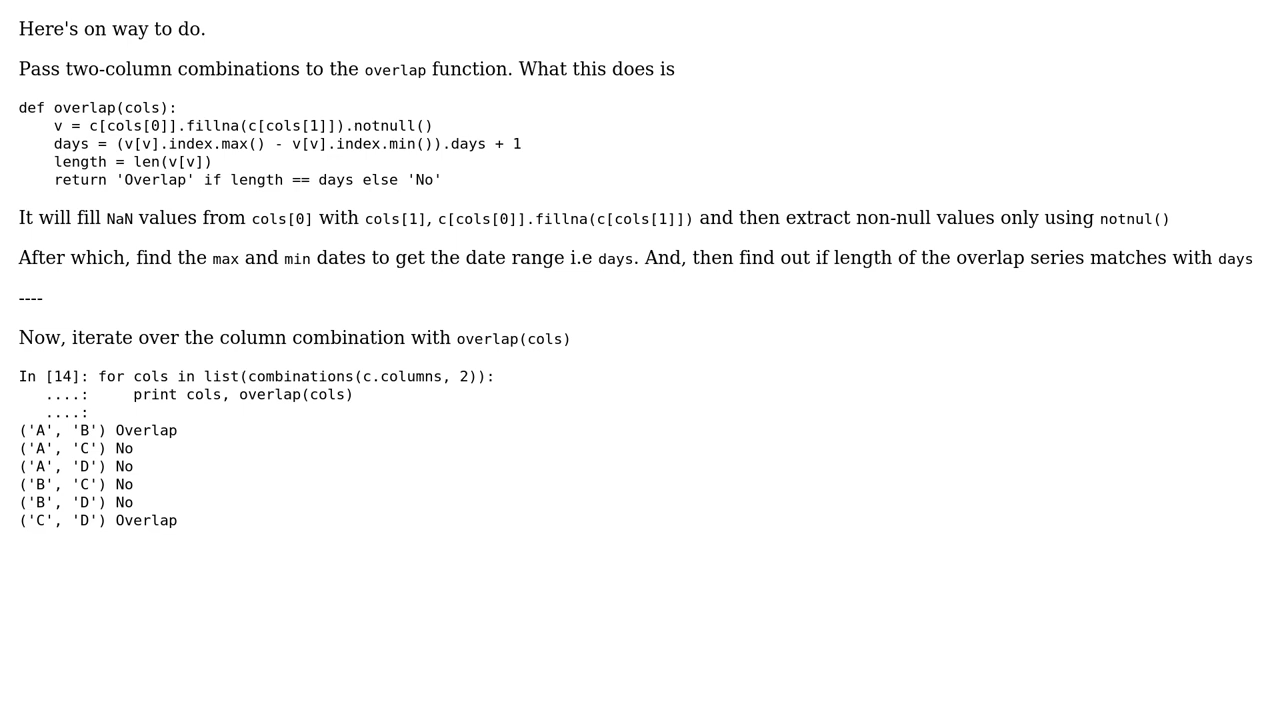 Here's on way to do.
Pass two-column combinations to the overlap function. What this does is
def overlap(cols):
    v = c[cols[0]].fillna(c[cols[1]]).notnull()
    days = (v[v].index.max() - v[v].index.min()).days + 1
    length = len(v[v])
    return 'Overlap' if length == days else 'No'
It will fill NaN values from cols[0] with cols[1], c[cols[0]].fillna(c[cols[1]]) and then extract non-null values only using notnul()
After which, find the max and min dates to get the date range i.e days. And, then find out if length of the overlap series matches with days
----
Now, iterate over the column combination with overlap(cols)
In [14]: for cols in list(combinations(c.columns, 2)):
   ....:     print cols, overlap(cols)
   ....:
('A', 'B') Overlap
('A', 'C') No
('A', 'D') No
('B', 'C') No
('B', 'D') No
('C', 'D') Overlap